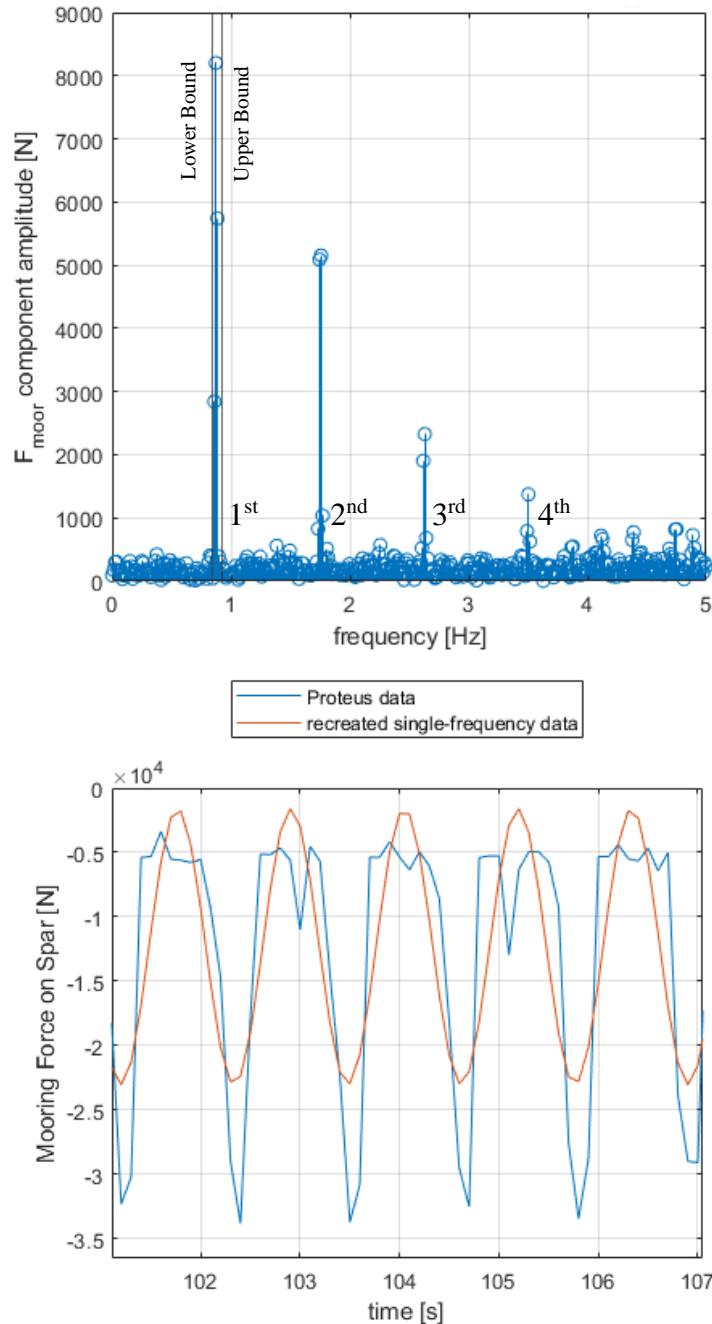 9000
8000
7000
6000
5000
4000
3000
2000
1000
0
F_moor component amplitude [N]
Lower Bound
Upper Bound
1st
2nd
3rd
4th
0 1 2 3 4 5
frequency [Hz]
Proteus data
recreated single-frequency data
×10^4
0
-0.5
-1
-1.5
-2
-2.5
-3
-3.5
Mooring Force on Spar [N]
102 103 104 105 106 107
time [s]